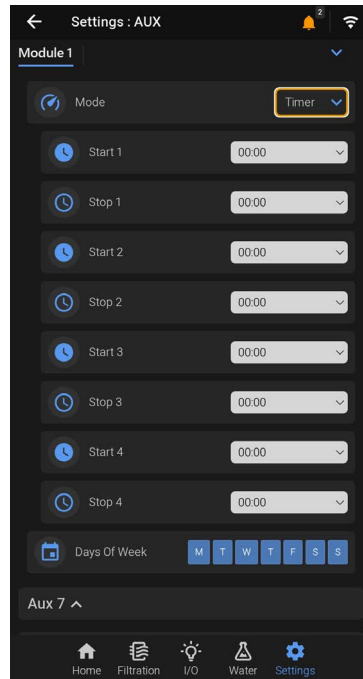 Settings : AUX
2
Module 1
Mode Timer
Start 1 00:00
Stop 1 00:00
Start 2 00:00
Stop 2 00:00
Start 3 00:00
Stop 3 00:00
Start 4 00:00
Stop 4 00:00
Days Of Week M T W T F S S
Aux 7
Home Filtration I/O Water Settings